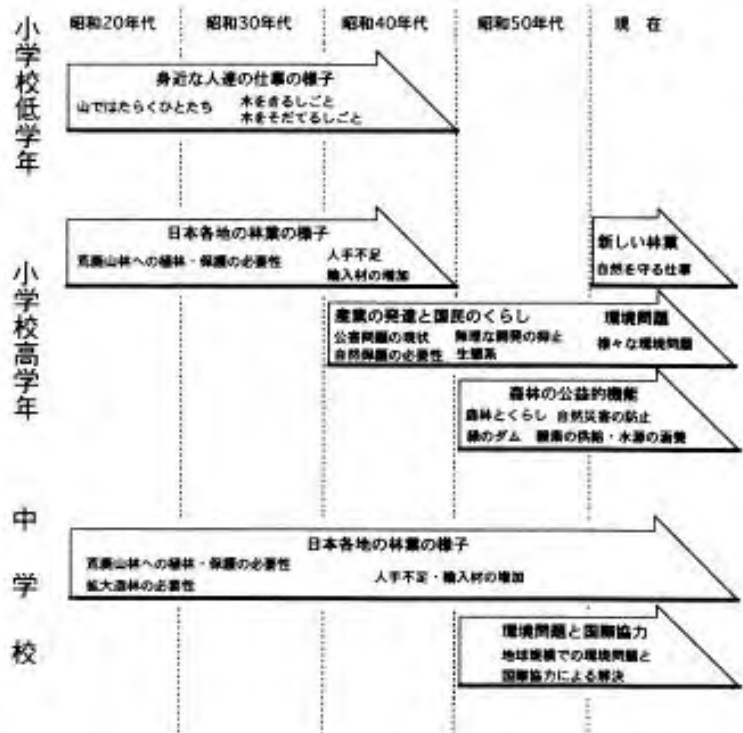 昭和20年代 昭和30年代 昭和40年代 昭和50年代 現 在
小学校低学年
身近な人達の仕事の様子
山ではたらくひとたち
木をきるしごと
木をそだてるしごと
小学校高学年
日本各地の林業の様子
荒廃山林への植林・保護の必要性
人手不足
輸入材の増加
新しい林業
自然を守る仕事
産業の発達と国民のくらし
環境問題
公害問題の現状
無理な開発の抑止
様々な環境問題
自然保護の必要性
生態系
森林の公益的機能
森林とくらし 自然災害の防止
緑のダム 酸素の供給・水源の涵養
中学校
日本各地の林業の様子
荒廃山林への植林・保護の必要性
拡大造林の必要性
人手不足・輸入材の増加
環境問題と国際協力
地球規模での環境問題と
国際協力による解決